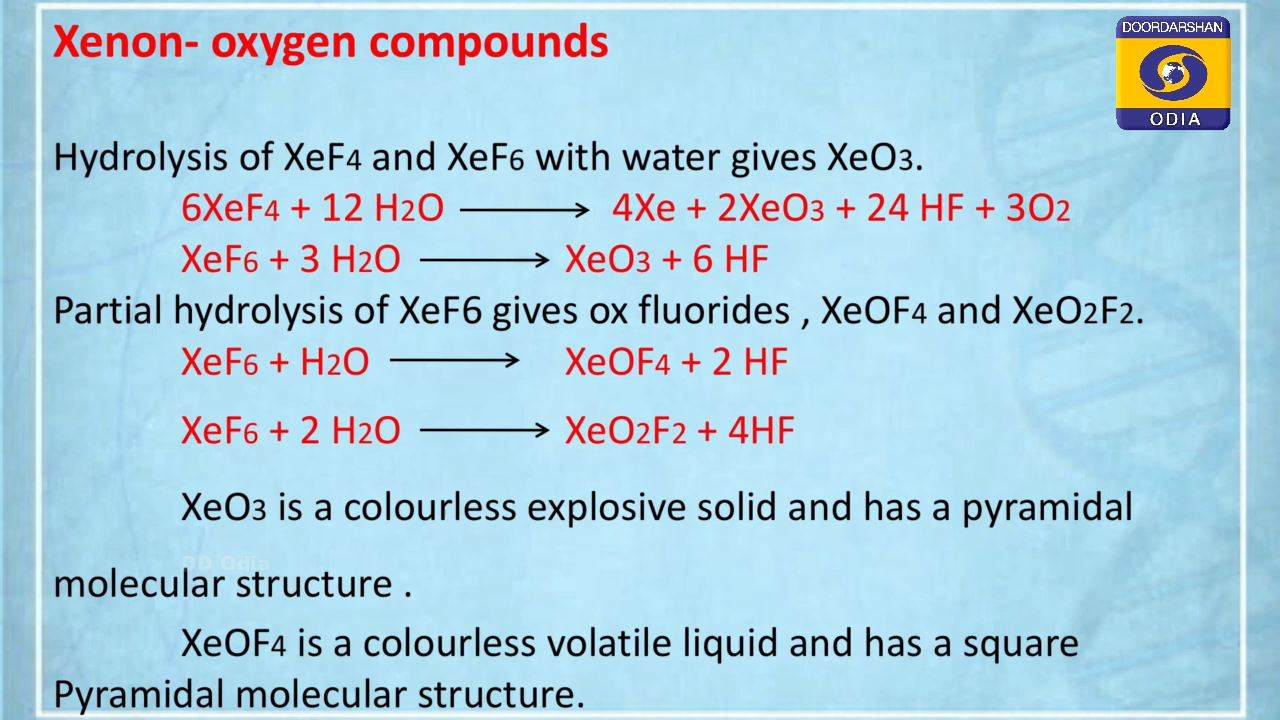 Xenon- oxygen compounds
DOORDARSHAN
ODIA
Hydrolysis of XeF4 and XeF6 with water gives XeO3.
6XeF4 + 12 H2O ⟶ 4Xe + 2XeO3 + 24 HF + 3O2
XeF6 + 3 H2O ⟶ XeO3 + 6 HF
Partial hydrolysis of XeF6 gives ox fluorides , XeOF4 and XeO2F2.
XeF6 + H2O ⟶ XeOF4 + 2 HF
XeF6 + 2 H2O ⟶ XeO2F2 + 4HF
XeO3 is a colourless explosive solid and has a pyramidal
DD Odia
molecular structure .
XeOF4 is a colourless volatile liquid and has a square
Pyramidal molecular structure.